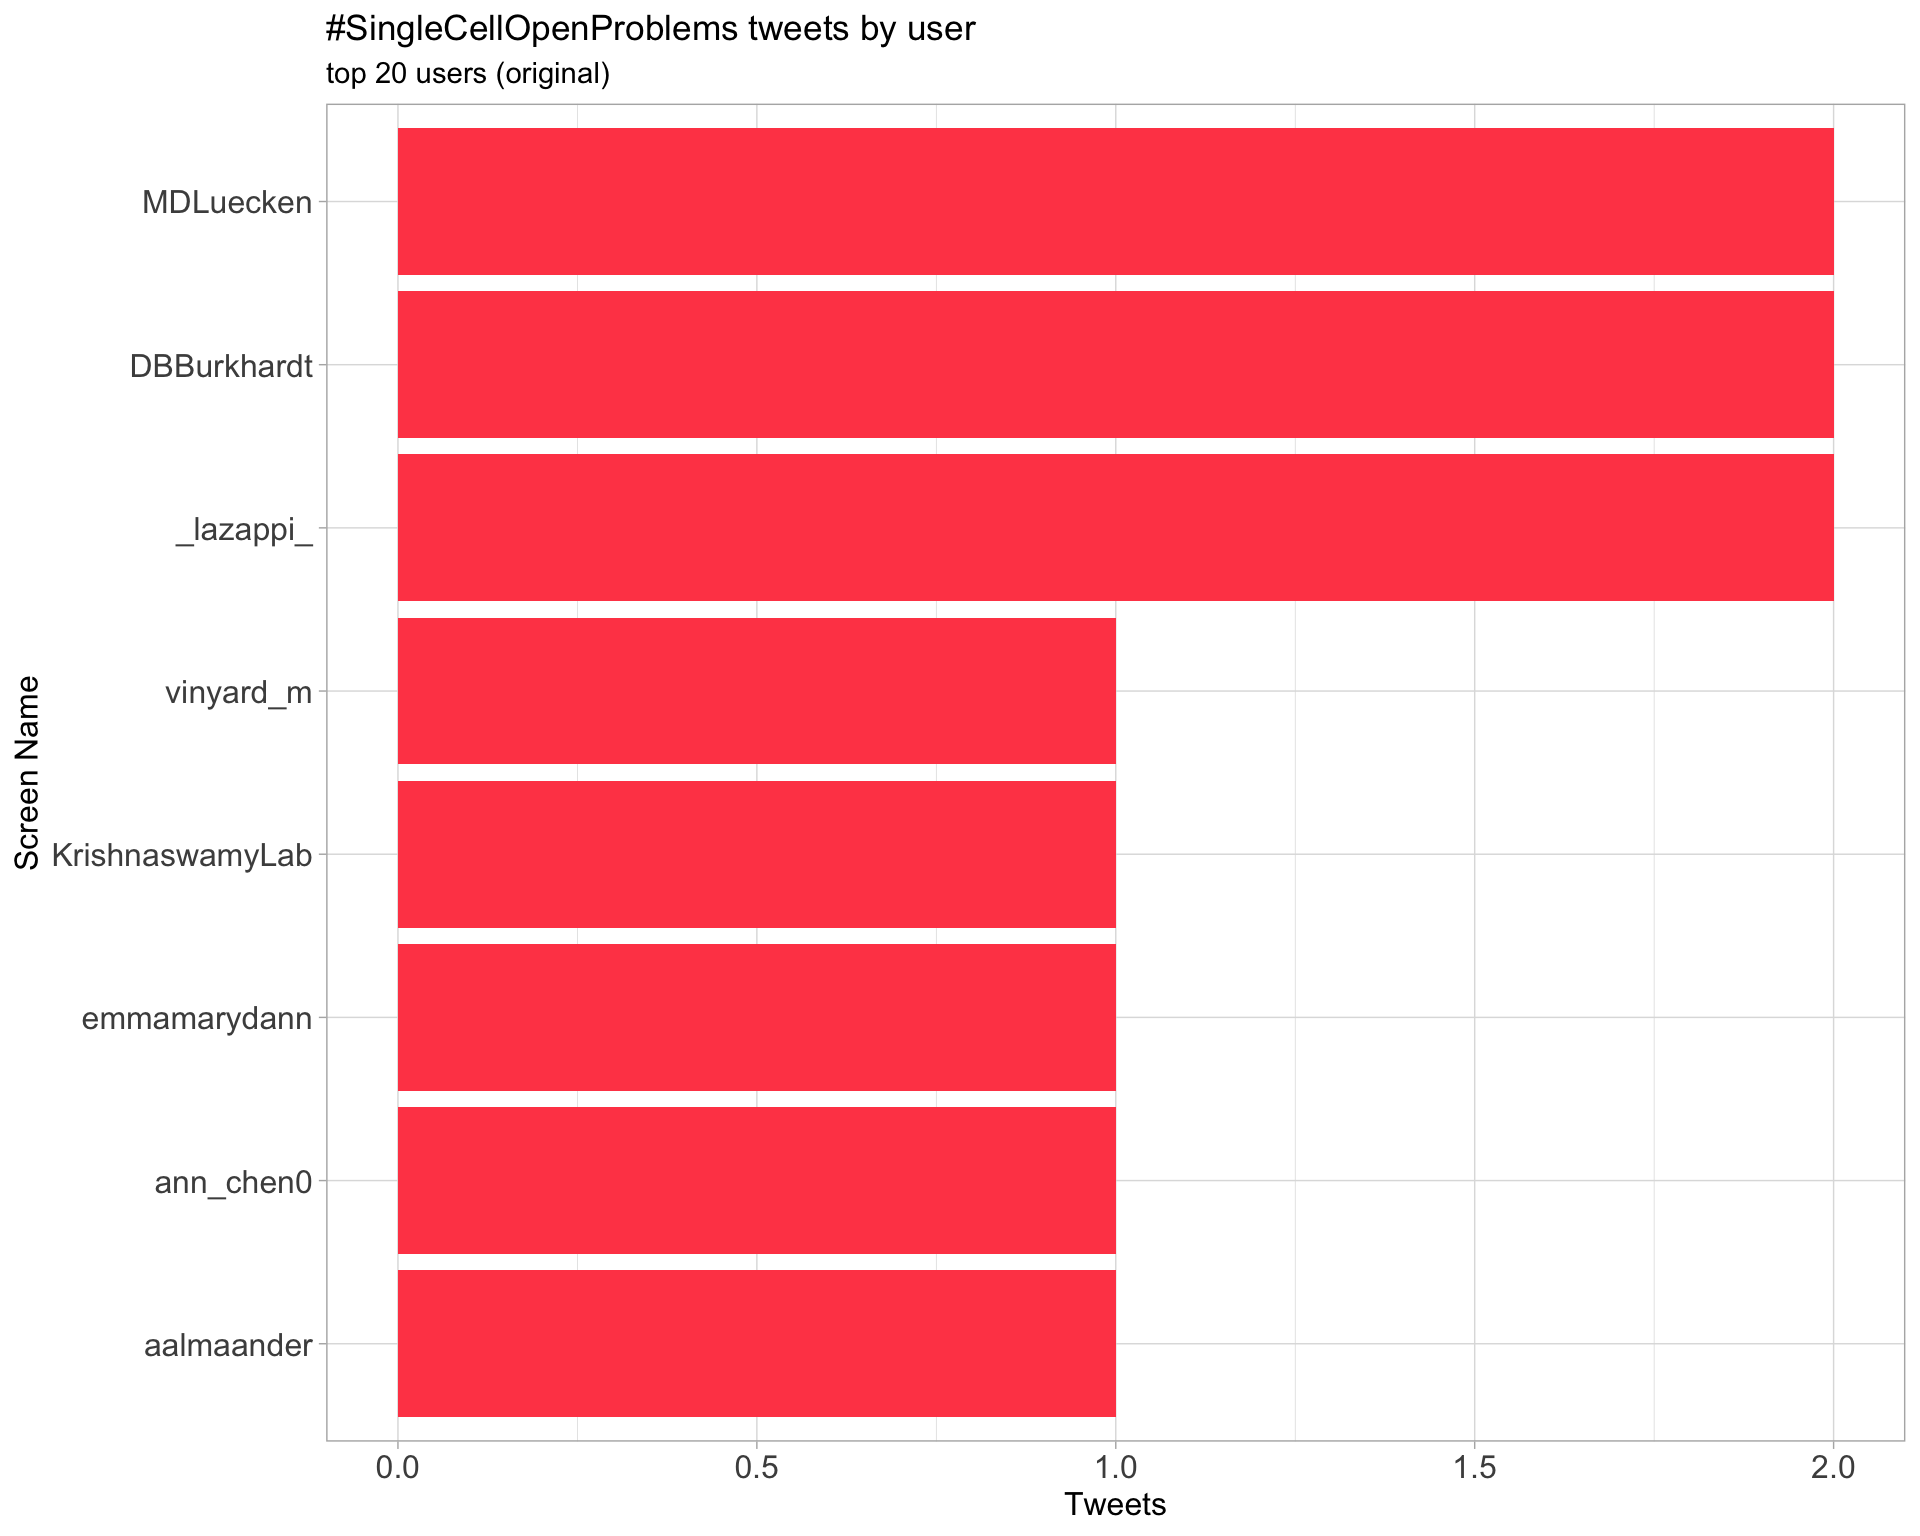 #SingleCellOpenProblems tweets by user
top 20 users (original)
MDLuecken
DBBurkhardt
_lazappi_
vinyard_m
KrishnaswamyLab
emmamarydann
ann_chen0
aalmaander
Screen Name
0.0 0.5 1.0 1.5 2.0
Tweets